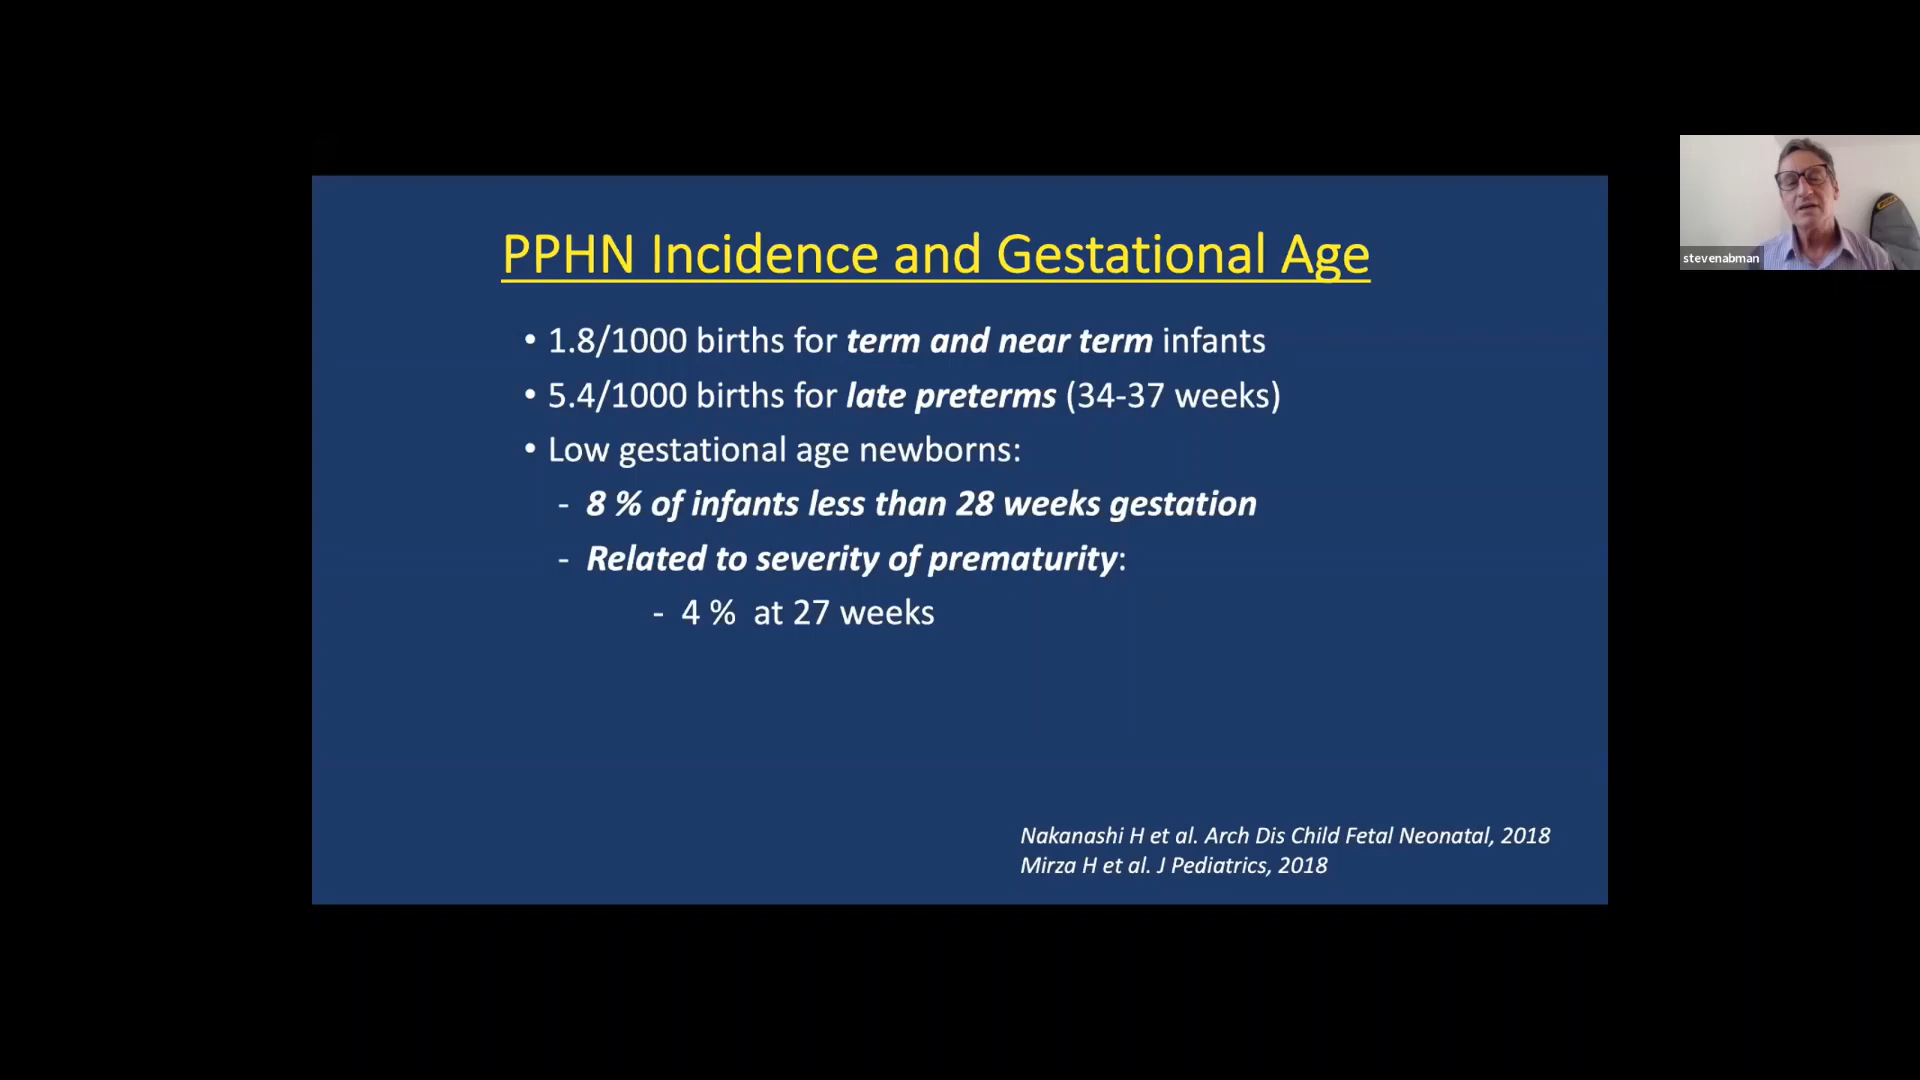 PPHN Incidence and Gestational Age
• 1.8/1000 births for term and near term infants
• 5.4/1000 births for late preterms (34-37 weeks)
• Low gestational age newborns:
- 8 % of infants less than 28 weeks gestation
- Related to severity of prematurity:
- 4 % at 27 weeks
Nakanashi H et al. Arch Dis Child Fetal Neonatal, 2018
Mirza H et al. J Pediatrics, 2018
stevenabman